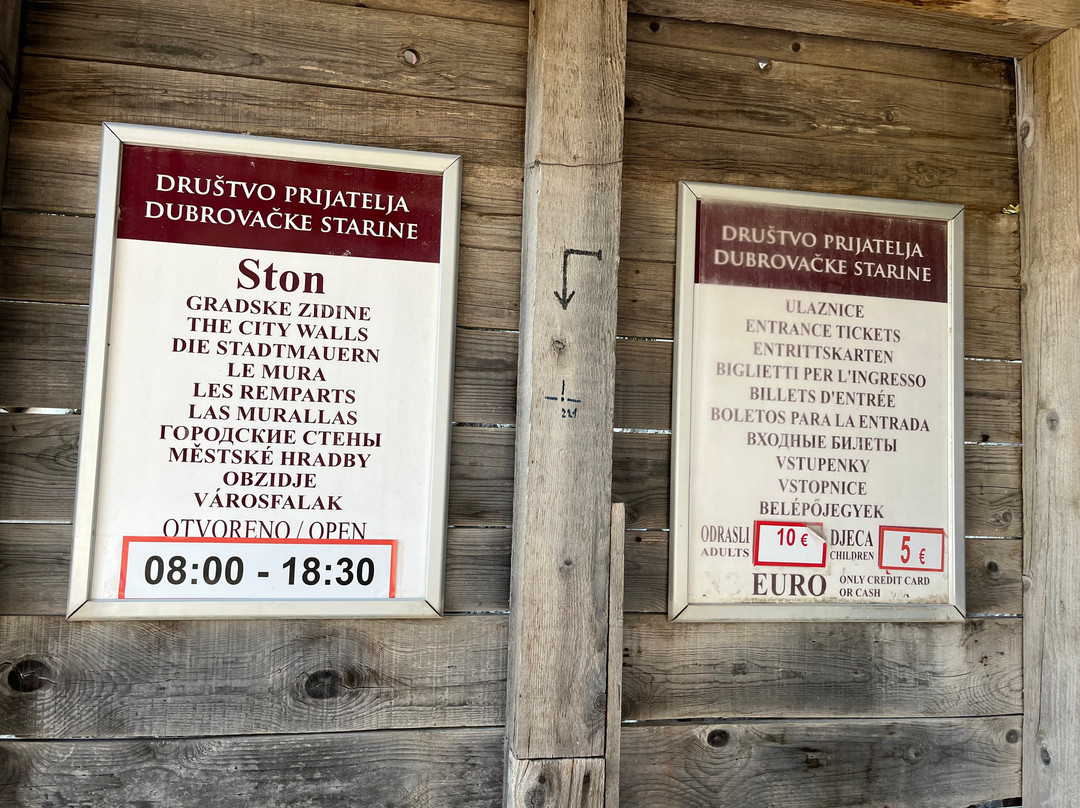 DRUŠTVO PRIJATELJA
DUBROVAČKE STARINE
Ston
GRADSKE ZIDINE
THE CITY WALLS
DIE STADTMAUERN
LE MURA
LES REMPARTS
LAS MURALLAS
ГОРОДСКИЕ СТЕНЫ
MĚSTSKÉ HRADBY
OBZIDJE
VÁROSFALAK
OTVORENO / OPEN
08:00 - 18:30
DRUŠTVO PRIJATELJA
DUBROVAČKE STARINE
ULAZNICE
ENTRANCE TICKETS
ENTRITTSKARTEN
BIGLIETTI PER L'INGRESSO
BILLETS D'ENTRÉE
BOLETOS PARA LA ENTRADA
ВХОДНЫЕ БИЛЕТЫ
VSTUPENKY
VSTOPNICE
BELÉPŐJEGYEK
ODRASLI 10 € DJECA 5 €
ADULTS CHILDREN
EURO ONLY CREDIT CARD
OR CASH